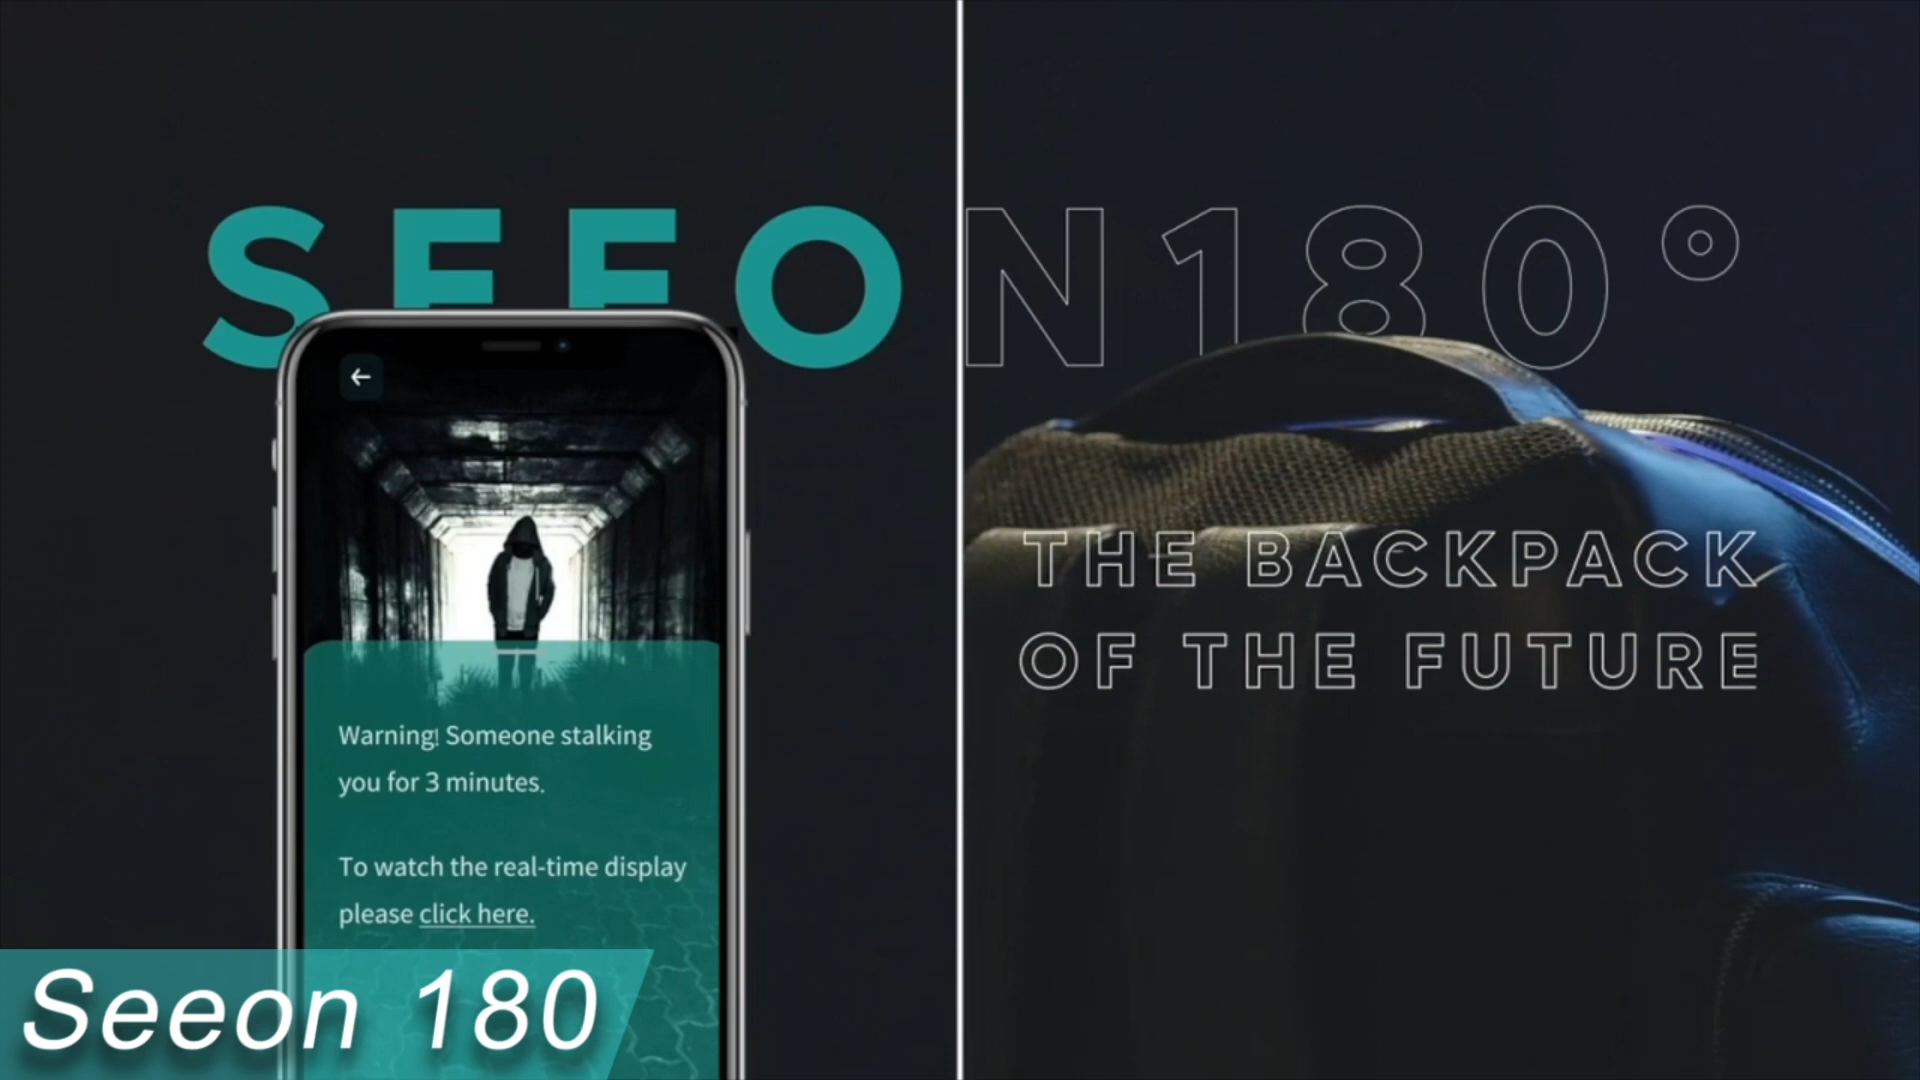 SEEON180°
THE BACKPACK
OF THE FUTURE
Warning! Someone stalking
you for 3 minutes.
To watch the real-time display
please click here.
Seeon 180